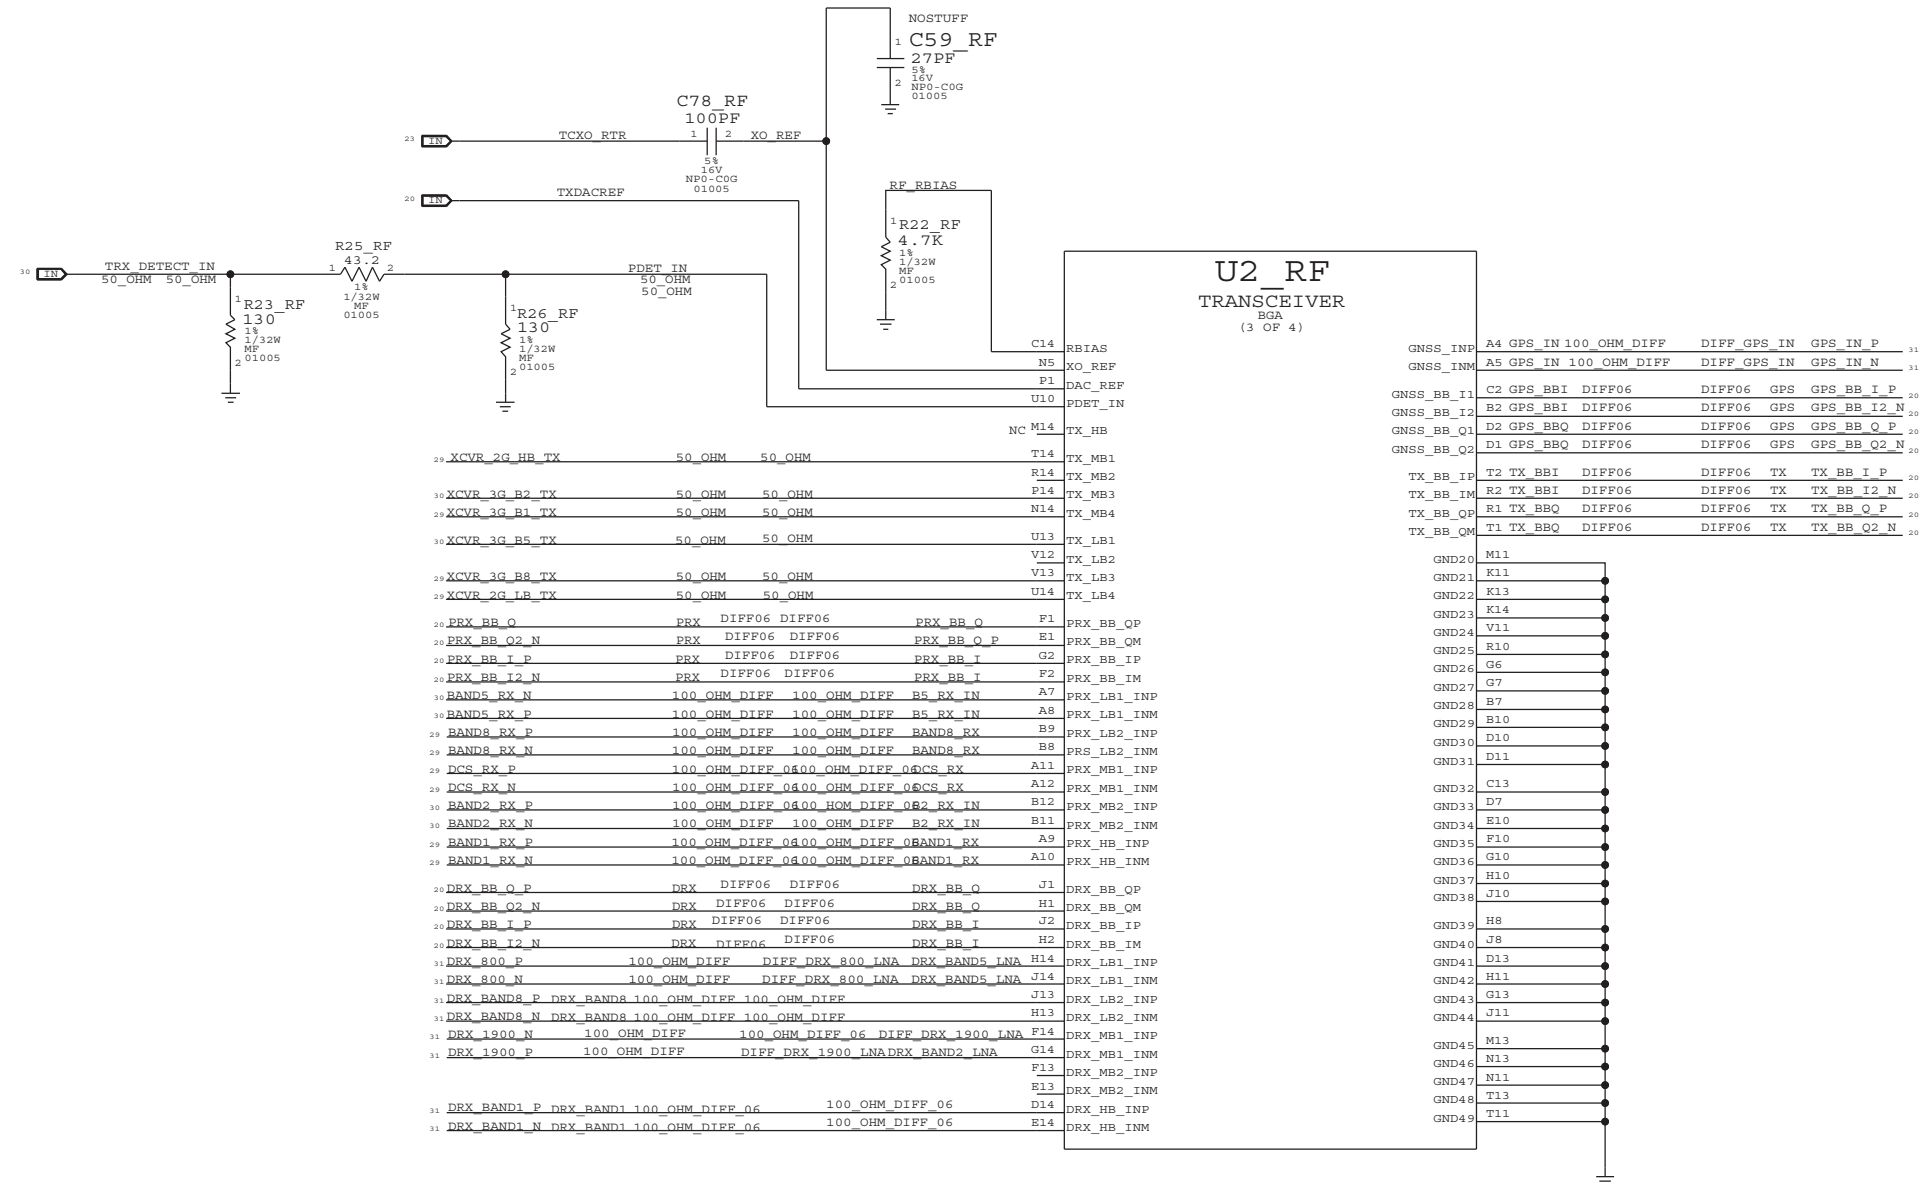 NOSTUFF
1 C59_RF
27PF
5%
16V
2 NP0-C0G
01005
C78_RF
100PF
23 IN TCXO_RTR 1 2 XO_REF
5%
16V
NP0-C0G
01005
20 IN TXDACREF
RF_RBIAS
1 R22_RF
4.7K
1%
1/32W
MF
2 01005
R25_RF
43.2
30 IN TRX_DETECT_IN 1 2 PDET_IN
50_OHM 50_OHM 50_OHM
50_OHM
1%
1/32W
MF
01005
1 R23_RF
130
1%
1/32W
MF
2 01005
1 R26_RF
130
1%
1/32W
MF
2 01005
U2_RF
TRANSCEIVER
BGA
(3 OF 4)
C14 RBIAS
N5 XO_REF
P1 DAC_REF
U10 PDET_IN
NC M14 TX_HB
29 XCVR_2G_HB_TX 50_OHM 50_OHM T14 TX_MB1
R14 TX_MB2
30 XCVR_3G_B2_TX 50_OHM 50_OHM P14 TX_MB3
29 XCVR_3G_B1_TX 50_OHM 50_OHM N14 TX_MB4
30 XCVR_3G_B5_TX 50_OHM 50_OHM U13 TX_LB1
V12 TX_LB2
29 XCVR_3G_B8_TX 50_OHM 50_OHM V13 TX_LB3
29 XCVR_2G_LB_TX 50_OHM 50_OHM U14 TX_LB4
20 PRX_BB_Q PRX DIFF06 DIFF06 PRX_BB_Q F1 PRX_BB_QP
20 PRX_BB_Q2_N PRX DIFF06 DIFF06 PRX_BB_Q_P E1 PRX_BB_QM
20 PRX_BB_I_P PRX DIFF06 DIFF06 PRX_BB_I G2 PRX_BB_IP
20 PRX_BB_I2_N PRX DIFF06 DIFF06 PRX_BB_I F2 PRX_BB_IM
30 BAND5_RX_N 100_OHM_DIFF 100_OHM_DIFF B5_RX_IN A7 PRX_LB1_INP
30 BAND5_RX_P 100_OHM_DIFF 100_OHM_DIFF B5_RX_IN A8 PRX_LB1_INM
29 BAND8_RX_P 100_OHM_DIFF 100_OHM_DIFF BAND8_RX B9 PRX_LB2_INP
29 BAND8_RX_N 100_OHM_DIFF 100_OHM_DIFF BAND8_RX B8 PRS_LB2_INM
29 DCS_RX_P 100_OHM_DIFF_06 100_OHM_DIFF_06 DCS_RX A11 PRX_MB1_INP
29 DCS_RX_N 100_OHM_DIFF_06 100_OHM_DIFF_06 DCS_RX A12 PRX_MB1_INM
30 BAND2_RX_P 100_OHM_DIFF_06 100_HOM_DIFF_06 B2_RX_IN B12 PRX_MB2_INP
30 BAND2_RX_N 100_OHM_DIFF 100_OHM_DIFF B2_RX_IN B11 PRX_MB2_INM
29 BAND1_RX_P 100_OHM_DIFF_06 100_OHM_DIFF_06 BAND1_RX A9 PRX_HB_INP
29 BAND1_RX_N 100_OHM_DIFF_06 100_OHM_DIFF_06 BAND1_RX A10 PRX_HB_INM
20 DRX_BB_Q_P DRX DIFF06 DIFF06 DRX_BB_Q J1 DRX_BB_QP
20 DRX_BB_Q2_N DRX DIFF06 DIFF06 DRX_BB_Q H1 DRX_BB_QM
20 DRX_BB_I_P DRX DIFF06 DIFF06 DRX_BB_I J2 DRX_BB_IP
20 DRX_BB_I2_N DRX DIFF06 DIFF06 DRX_BB_I H2 DRX_BB_IM
31 DRX_800_P 100_OHM_DIFF DIFF_DRX_800_LNA DRX_BAND5_LNA H14 DRX_LB1_INP
31 DRX_800_N 100_OHM_DIFF DIFF_DRX_800_LNA DRX_BAND5_LNA J14 DRX_LB1_INM
31 DRX_BAND8_P DRX_BAND8 100_OHM_DIFF 100_OHM_DIFF J13 DRX_LB2_INP
31 DRX_BAND8_N DRX_BAND8 100_OHM_DIFF 100_OHM_DIFF H13 DRX_LB2_INM
31 DRX_1900_N 100_OHM_DIFF 100_OHM_DIFF_06 DIFF_DRX_1900_LNA F14 DRX_MB1_INP
31 DRX_1900_P 100_OHM_DIFF DIFF_DRX_1900_LNA DRX_BAND2_LNA G14 DRX_MB1_INM
F13 DRX_MB2_INP
E13 DRX_MB2_INM
31 DRX_BAND1_P DRX_BAND1 100_OHM_DIFF_06 100_OHM_DIFF_06 D14 DRX_HB_INP
31 DRX_BAND1_N DRX_BAND1 100_OHM_DIFF_06 100_OHM_DIFF_06 E14 DRX_HB_INM
GNSS_INP A4 GPS_IN 100_OHM_DIFF DIFF_GPS_IN GPS_IN_P 31
GNSS_INM A5 GPS_IN 100_OHM_DIFF DIFF_GPS_IN GPS_IN_N 31
GNSS_BB_I1 C2 GPS_BBI DIFF06 DIFF06 GPS GPS_BB_I_P 20
GNSS_BB_I2 B2 GPS_BBI DIFF06 DIFF06 GPS GPS_BB_I2_N 20
GNSS_BB_Q1 D2 GPS_BBQ DIFF06 DIFF06 GPS GPS_BB_Q_P 20
GNSS_BB_Q2 D1 GPS_BBQ DIFF06 DIFF06 GPS GPS_BB_Q2_N 20
TX_BB_IP T2 TX_BBI DIFF06 DIFF06 TX TX_BB_I_P 20
TX_BB_IM R2 TX_BBI DIFF06 DIFF06 TX TX_BB_I2_N 20
TX_BB_QP R1 TX_BBQ DIFF06 DIFF06 TX TX_BB_Q_P 20
TX_BB_QM T1 TX_BBQ DIFF06 DIFF06 TX TX_BB_Q2_N 20
GND20 M11
GND21 K11
GND22 K13
GND23 K14
GND24 V11
GND25 R10
GND26 G6
GND27 G7
GND28 B7
GND29 B10
GND30 D10
GND31 D11
GND32 C13
GND33 D7
GND34 E10
GND35 F10
GND36 G10
GND37 H10
GND38 J10
GND39 H8
GND40 J8
GND41 D13
GND42 H11
GND43 G13
GND44 J11
GND45 M13
GND46 N13
GND47 N11
GND48 T13
GND49 T11